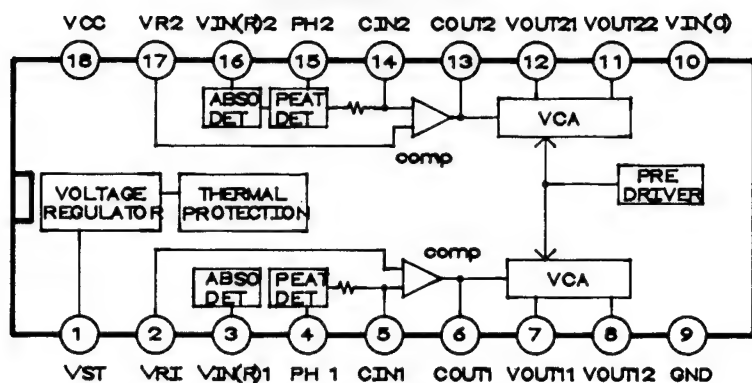 VCC VR2 VIN(R)2 PH2 CIN2 COUT2 VOUT21 VOUT22 VIN(C)
18 17 16 15 14 13 12 11 10
ABSO DET
PEAT DET
VCA
comp
VOLTAGE REGULATOR
THERMAL PROTECTION
PRE DRIVER
comp
ABSO DET
PEAT DET
VCA
1 2 3 4 5 6 7 8 9
VST VRI VIN(R)1 PH 1 CIN1 COUT1 VOUT11 VOUT12 GND